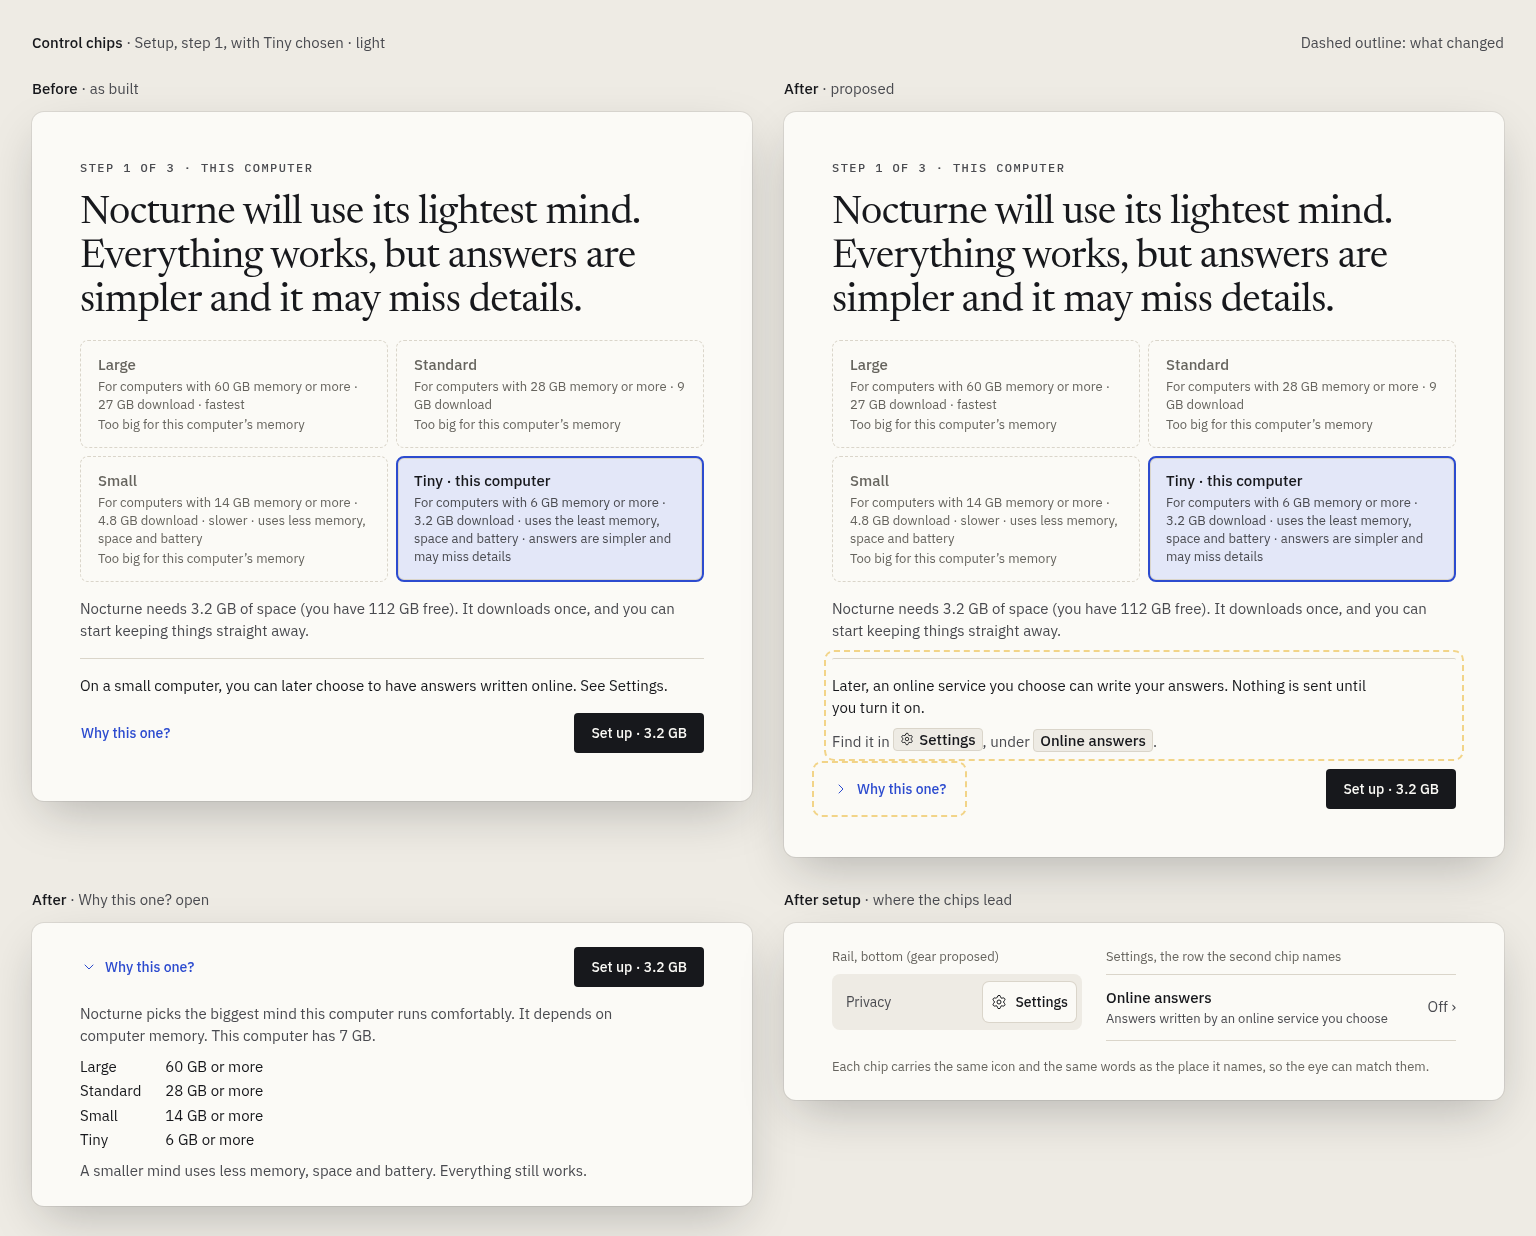 Control chips · Setup, step 1, with Tiny chosen · light
Dashed outline: what changed
Before · as built
STEP 1 OF 3 · THIS COMPUTER
Nocturne will use its lightest mind.
Everything works, but answers are
simpler and it may miss details.
Large
For computers with 60 GB memory or more ·
27 GB download · fastest
Too big for this computer’s memory
Standard
For computers with 28 GB memory or more · 9
GB download
Too big for this computer’s memory
Small
For computers with 14 GB memory or more ·
4.8 GB download · slower · uses less memory,
space and battery
Too big for this computer’s memory
Tiny · this computer
For computers with 6 GB memory or more ·
3.2 GB download · uses the least memory,
space and battery · answers are simpler and
may miss details
Nocturne needs 3.2 GB of space (you have 112 GB free). It downloads once, and you can
start keeping things straight away.
On a small computer, you can later choose to have answers written online. See Settings.
Why this one?
Set up · 3.2 GB
After · proposed
STEP 1 OF 3 · THIS COMPUTER
Nocturne will use its lightest mind.
Everything works, but answers are
simpler and it may miss details.
Large
For computers with 60 GB memory or more ·
27 GB download · fastest
Too big for this computer’s memory
Standard
For computers with 28 GB memory or more · 9
GB download
Too big for this computer’s memory
Small
For computers with 14 GB memory or more ·
4.8 GB download · slower · uses less memory,
space and battery
Too big for this computer’s memory
Tiny · this computer
For computers with 6 GB memory or more ·
3.2 GB download · uses the least memory,
space and battery · answers are simpler and
may miss details
Nocturne needs 3.2 GB of space (you have 112 GB free). It downloads once, and you can
start keeping things straight away.
Later, an online service you choose can write your answers. Nothing is sent until
you turn it on.
Find it in Settings, under Online answers.
Why this one?
Set up · 3.2 GB
After · Why this one? open
Why this one?
Set up · 3.2 GB
Nocturne picks the biggest mind this computer runs comfortably. It depends on
computer memory. This computer has 7 GB.
Large 60 GB or more
Standard 28 GB or more
Small 14 GB or more
Tiny 6 GB or more
A smaller mind uses less memory, space and battery. Everything still works.
After setup · where the chips lead
Rail, bottom (gear proposed)
Privacy
Settings
Settings, the row the second chip names
Online answers
Answers written by an online service you choose
Off ›
Each chip carries the same icon and the same words as the place it names, so the eye can match them.